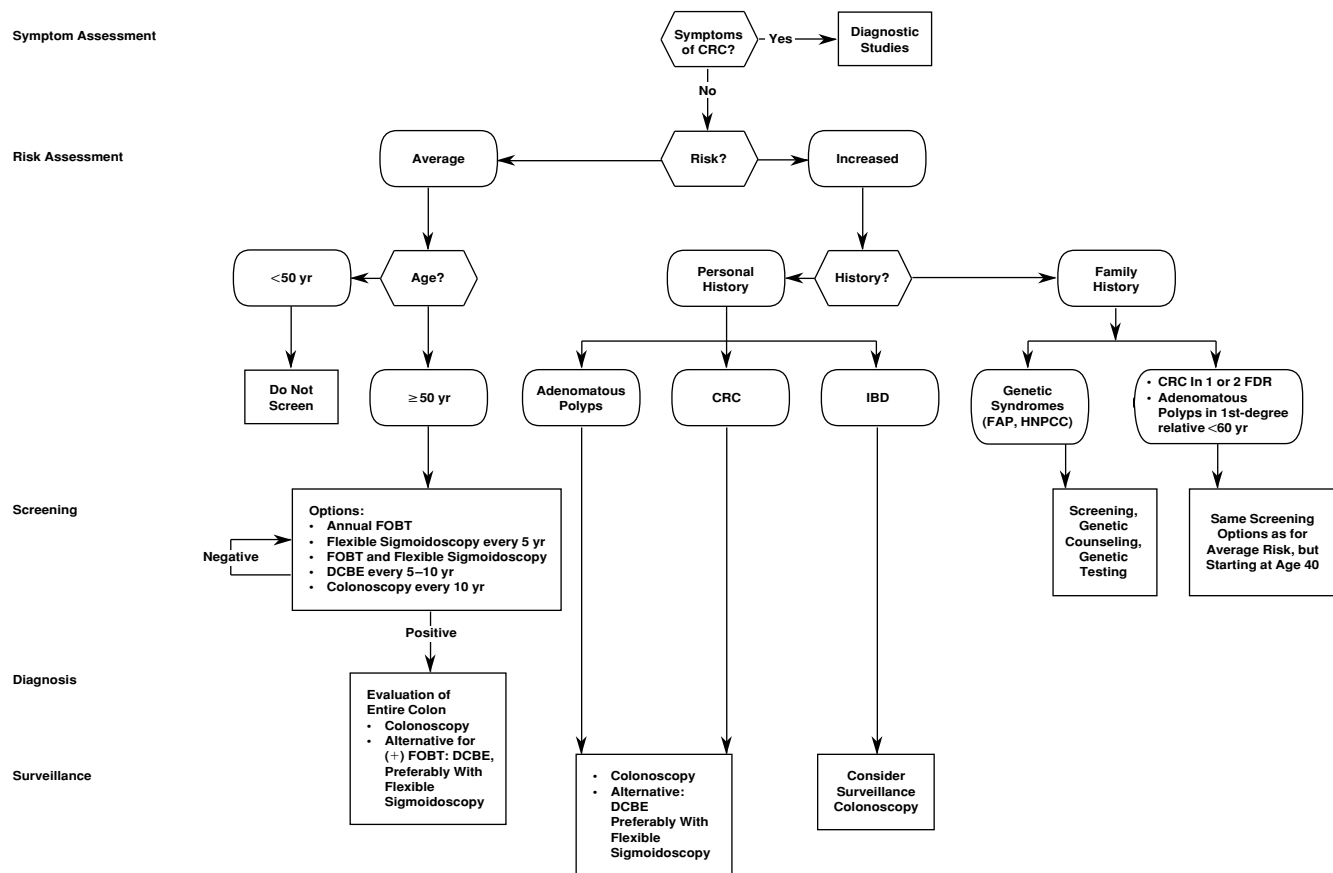 Symptom Assessment
Symptoms
of CRC?
Yes
Diagnostic
Studies
No
Risk Assessment
Average
Risk?
Increased
<50 yr
Age?
Personal
History
History?
Family
History
Do Not
Screen
≥50 yr
Adenomatous
Polyps
CRC
IBD
Genetic
Syndromes
(FAP, HNPCC)
• CRC In 1 or 2 FDR
• Adenomatous
Polyps in 1st-degree
relative <60 yr
Screening
Negative
Options:
• Annual FOBT
• Flexible Sigmoidoscopy every 5 yr
• FOBT and Flexible Sigmoidoscopy
• DCBE every 5–10 yr
• Colonoscopy every 10 yr
Screening,
Genetic
Counseling,
Genetic
Testing
Same Screening
Options as for
Average Risk, but
Starting at Age 40
Positive
Diagnosis
Evaluation of
Entire Colon
• Colonoscopy
• Alternative for
(+) FOBT: DCBE,
Preferably With
Flexible
Sigmoidoscopy
Surveillance
• Colonoscopy
• Alternative:
DCBE
Preferably With
Flexible
Sigmoidoscopy
Consider
Surveillance
Colonoscopy